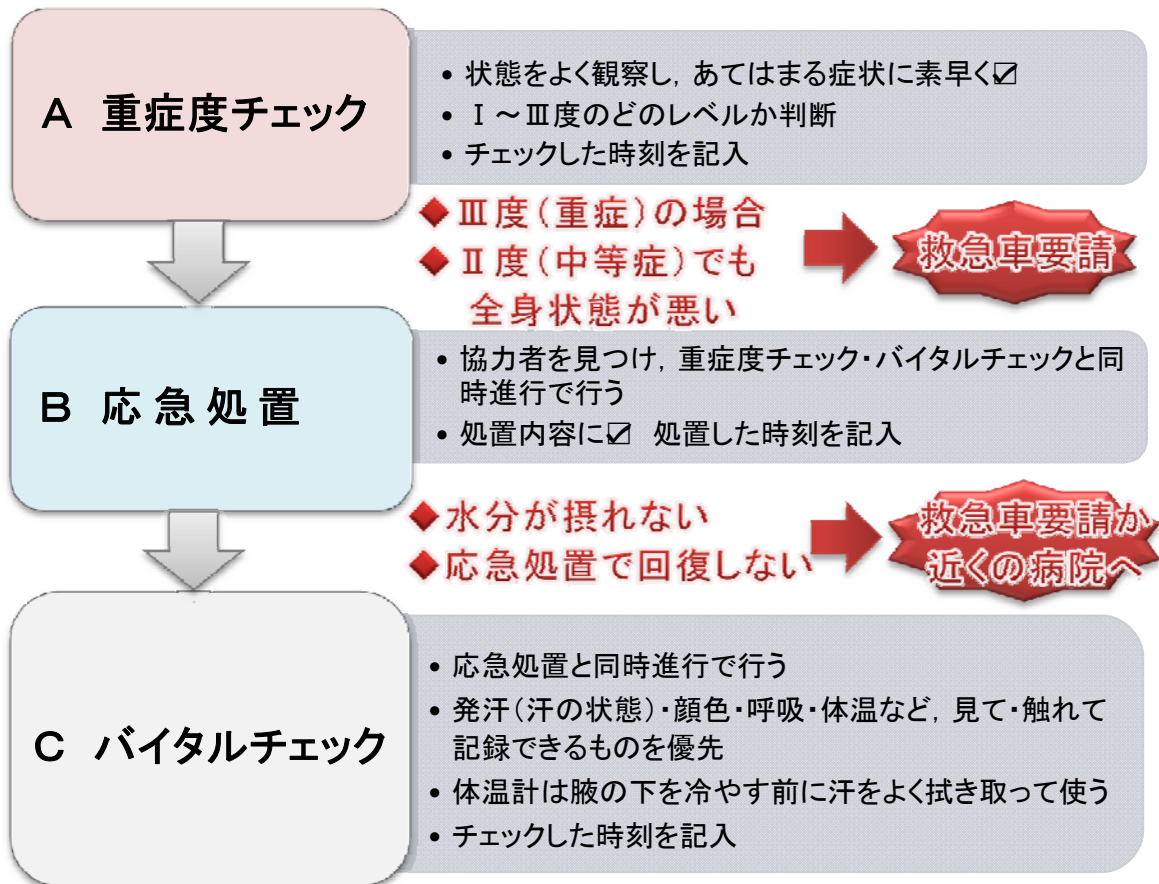 A 重症度チェック
• 状態をよく観察し，あてはまる症状に素早く☑
• Ⅰ～Ⅲ度のどのレベルか判断
• チェックした時刻を記入
◆Ⅲ度（重症）の場合
◆Ⅱ度（中等症）でも
全身状態が悪い
救急車要請
B 応急処置
• 協力者を見つけ，重症度チェック・バイタルチェックと同
時進行で行う
• 処置内容に☑ 処置した時刻を記入
◆水分が摂れない
◆応急処置で回復しない
救急車要請か
近くの病院へ
C バイタルチェック
• 応急処置と同時進行で行う
• 発汗（汗の状態）・顔色・呼吸・体温など，見て・触れて
記録できるものを優先
• 体温計は腋の下を冷やす前に汗をよく拭き取って使う
• チェックした時刻を記入